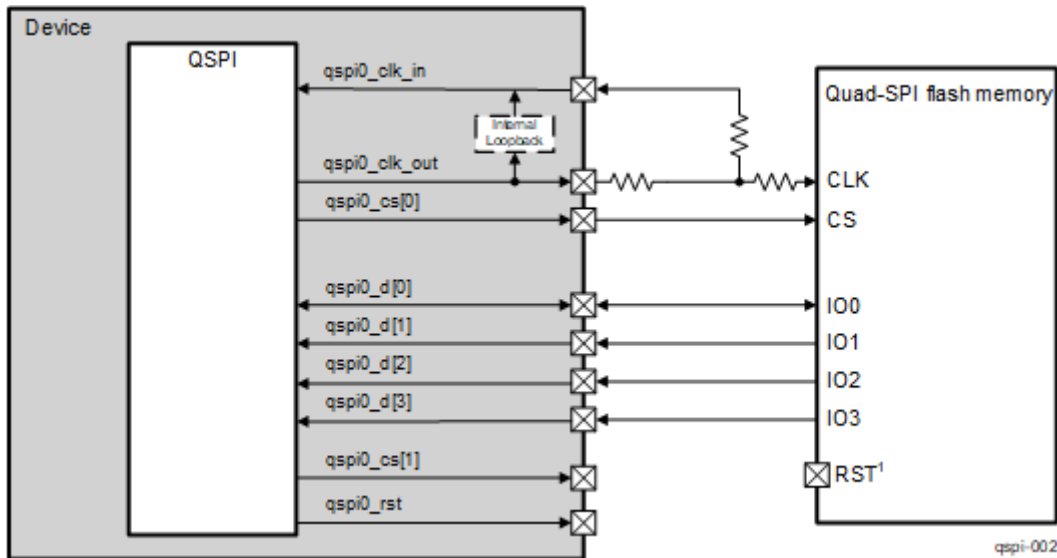 Device
QSPI
qspi0_clk_in
Internal
Loopback
qspi0_clk_out
qspi0_cs[0]
qspi0_d[0]
qspi0_d[1]
qspi0_d[2]
qspi0_d[3]
qspi0_cs[1]
qspi0_rst
Quad-SPI flash memory
CLK
CS
IO0
IO1
IO2
IO3
RST¹
qspi-002